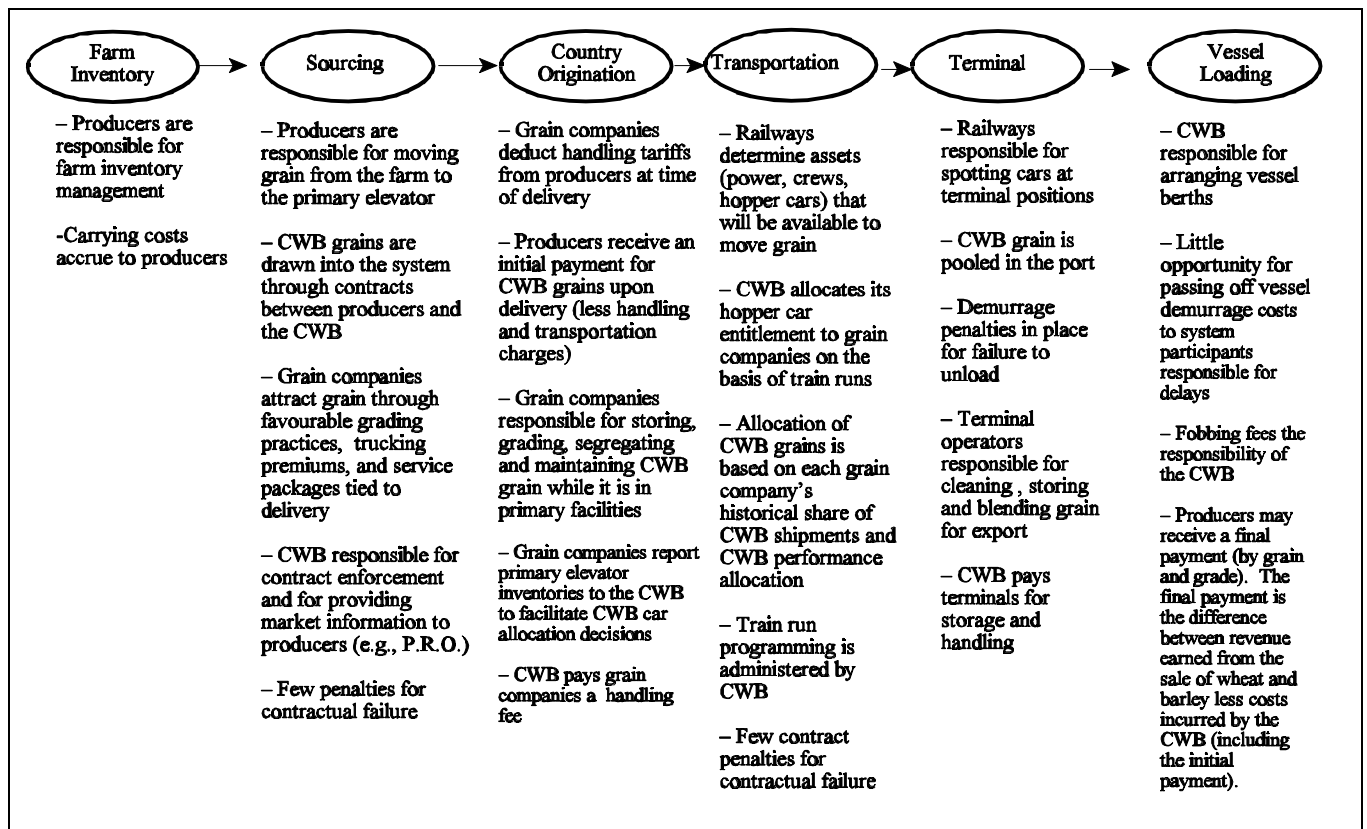 Farm
Inventory
Sourcing
Country
Origination
Transportation
Terminal
Vessel
Loading
– Producers are
responsible for
farm inventory
management
-Carrying costs
accrue to producers
– Producers are
responsible for moving
grain from the farm to
the primary elevator
– CWB grains are
drawn into the system
through contracts
between producers and
the CWB
– Grain companies
attract grain through
favourable grading
practices, trucking
premiums, and service
packages tied to
delivery
– CWB responsible for
contract enforcement
and for providing
market information to
producers (e.g., P.R.O.)
– Few penalties for
contractual failure
– Grain companies
deduct handling tariffs
from producers at time
of delivery
– Producers receive an
initial payment for
CWB grains upon
delivery (less handling
and transportation
charges)
– Grain companies
responsible for storing,
grading, segregating
and maintaining CWB
grain while it is in
primary facilities
– Grain companies report
primary elevator
inventories to the CWB
to facilitate CWB car
allocation decisions
– CWB pays grain
companies a handling
fee
– Railways
determine assets
(power, crews,
hopper cars) that
will be available to
move grain
– CWB allocates its
hopper car
entitlement to grain
companies on the
basis of train runs
– Allocation of
CWB grains is
based on each grain
company's
historical share of
CWB shipments and
CWB performance
allocation
– Train run
programming is
administered by
CWB
– Few contract
penalties for
contractual failure
– Railways
responsible for
spotting cars at
terminal positions
– CWB grain is
pooled in the port
– Demurrage
penalties in place
for failure to
unload
– Terminal
operators
responsible for
cleaning , storing
and blending grain
for export
– CWB pays
terminals for
storage and
handling
– CWB
responsible for
arranging vessel
berths
– Little
opportunity for
passing off vessel
demurrage costs
to system
participants
responsible for
delays
– Fobbing fees the
responsibility of
the CWB
– Producers may
receive a final
payment (by grain
and grade). The
final payment is
the difference
between revenue
earned from the
sale of wheat and
barley less costs
incurred by the
CWB (including
the initial
payment).